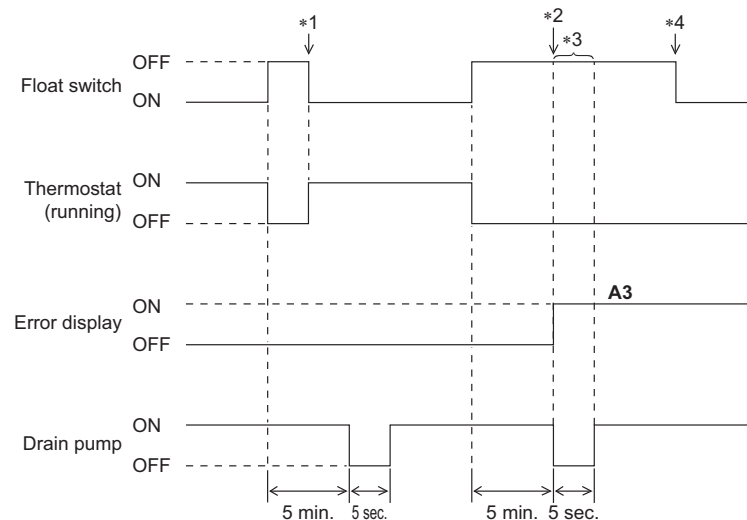 *1
*2
*3
*4
OFF
Float switch
ON
ON
Thermostat
(running)
OFF
A3
ON
Error display
OFF
ON
Drain pump
OFF
5 min.
5 sec.
5 min.
5 sec.